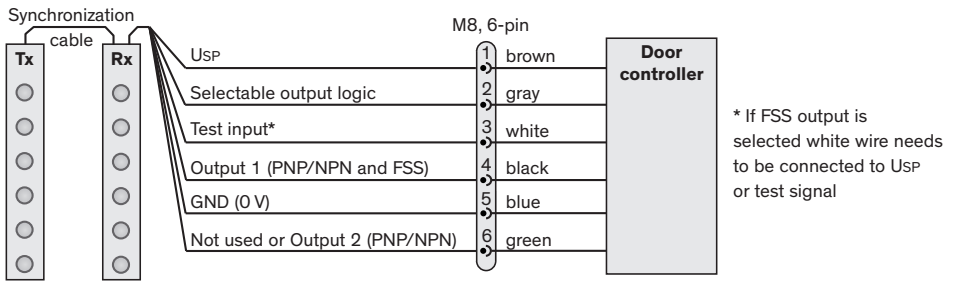 Synchronization
cable
Tx
Rx
M8, 6-pin
USP
1
brown
Selectable output logic
2
gray
Test input*
3
white
Output 1 (PNP/NPN and FSS)
4
black
GND (0 V)
5
blue
Not used or Output 2 (PNP/NPN)
6
green
Door
controller
* If FSS output is
selected white wire needs
to be connected to USP
or test signal